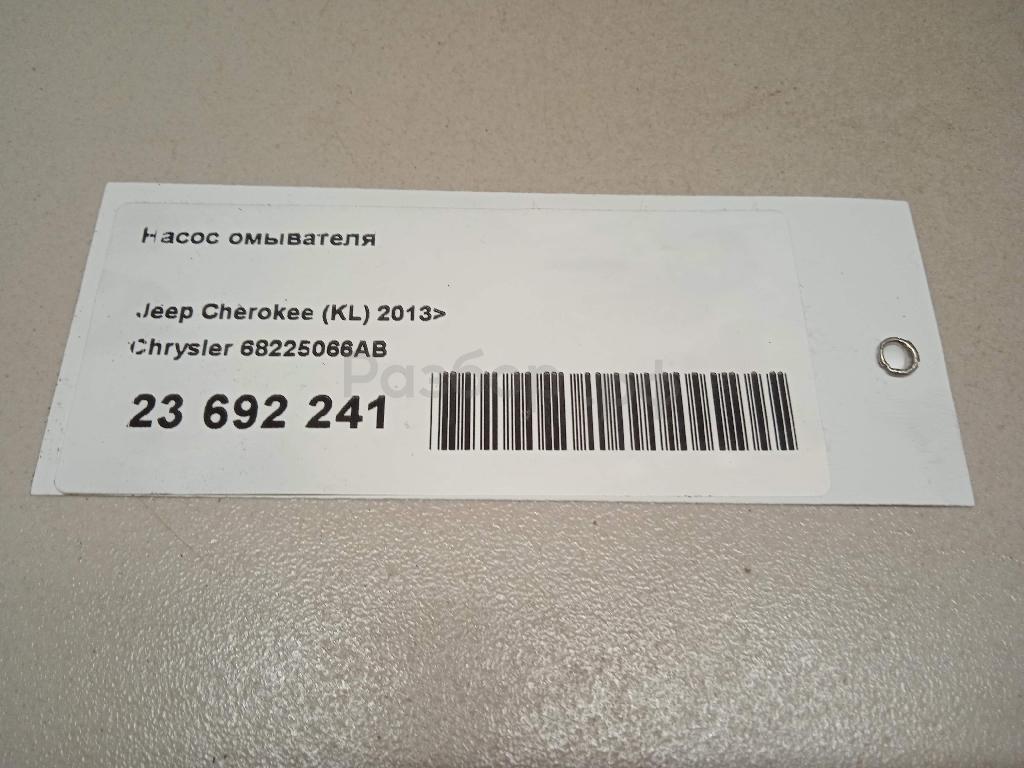 Насос омывателя
Jeep Cherokee (KL) 2013>
Chrysler 68225066AB
23 692 241